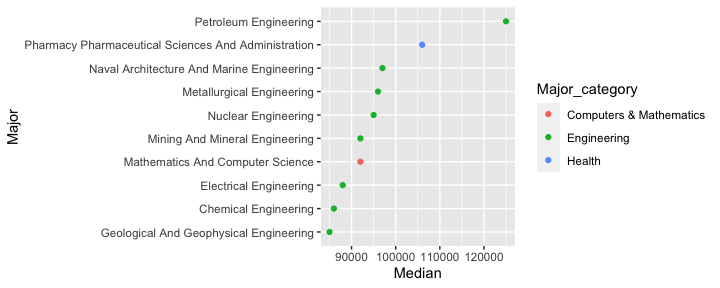 Petroleum Engineering
Pharmacy Pharmaceutical Sciences And Administration
Naval Architecture And Marine Engineering
Metallurgical Engineering
Nuclear Engineering
Mining And Mineral Engineering
Mathematics And Computer Science
Electrical Engineering
Chemical Engineering
Geological And Geophysical Engineering
Major
90000 100000 110000 120000
Median
Major_category
Computers & Mathematics
Engineering
Health